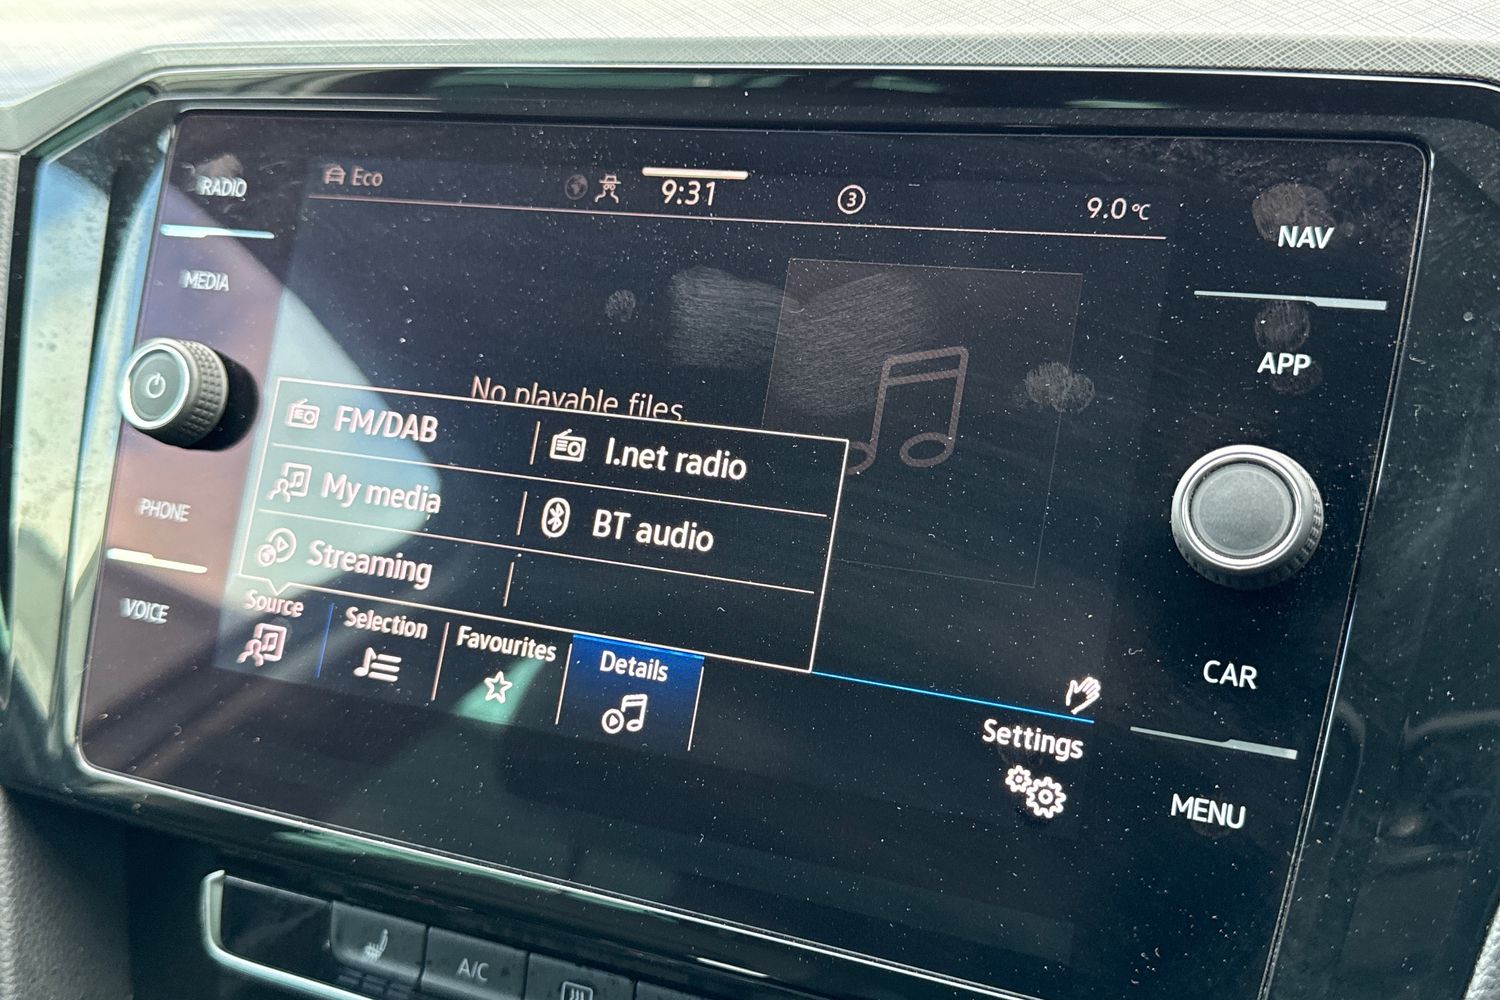 RADIO
Eco
9:31
3
9.0 °C
NAV
MEDIA
APP
No playable files.
FM/DAB
I.net radio
My media
BT audio
Streaming
PHONE
VOICE
Source
Selection
Favourites
Details
Settings
CAR
MENU
A/C